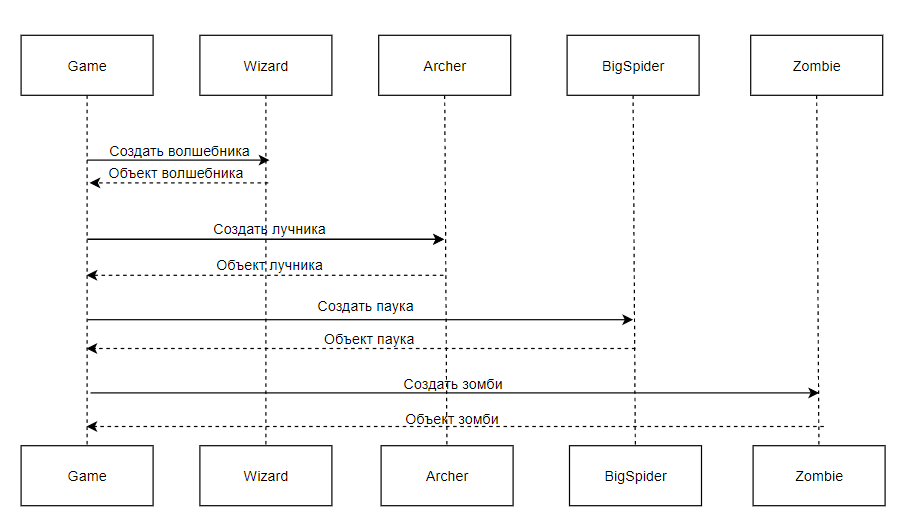 Game
Wizard
Archer
BigSpider
Zombie
Создать волшебника
Объект волшебника
Создать лучника
Объект лучника
Создать паука
Объект паука
Создать зомби
Объект зомби
Game
Wizard
Archer
BigSpider
Zombie